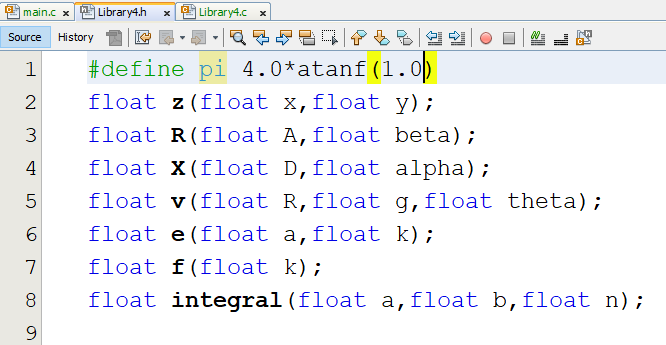 main.c x Library4.h x Library4.c x
Source History
1 #define pi 4.0*atanf(1.0)
2 float z(float x,float y);
3 float R(float A,float beta);
4 float X(float D,float alpha);
5 float v(float R,float g,float theta);
6 float e(float a,float k);
7 float f(float k);
8 float integral(float a,float b,float n);
9